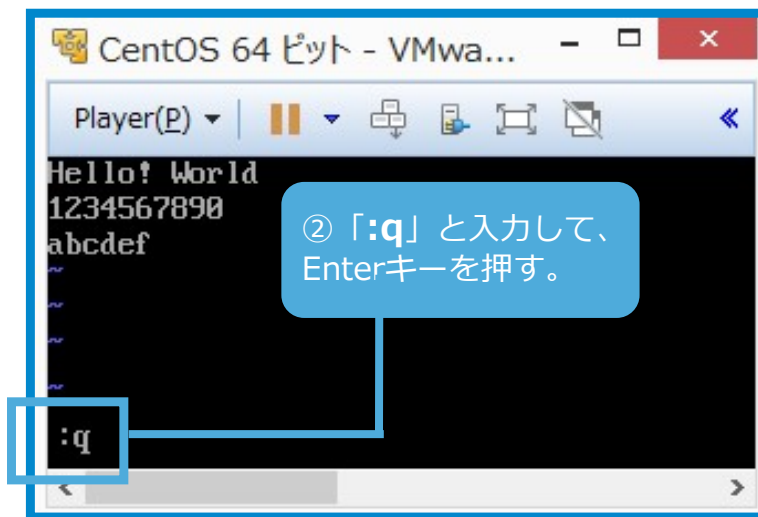 CentOS 64 ビット - VMwa...
Player(P)
Hello! World
1234567890
abcdef
②「:q」と入力して、
Enterキーを押す。
~
~
~
~
:q